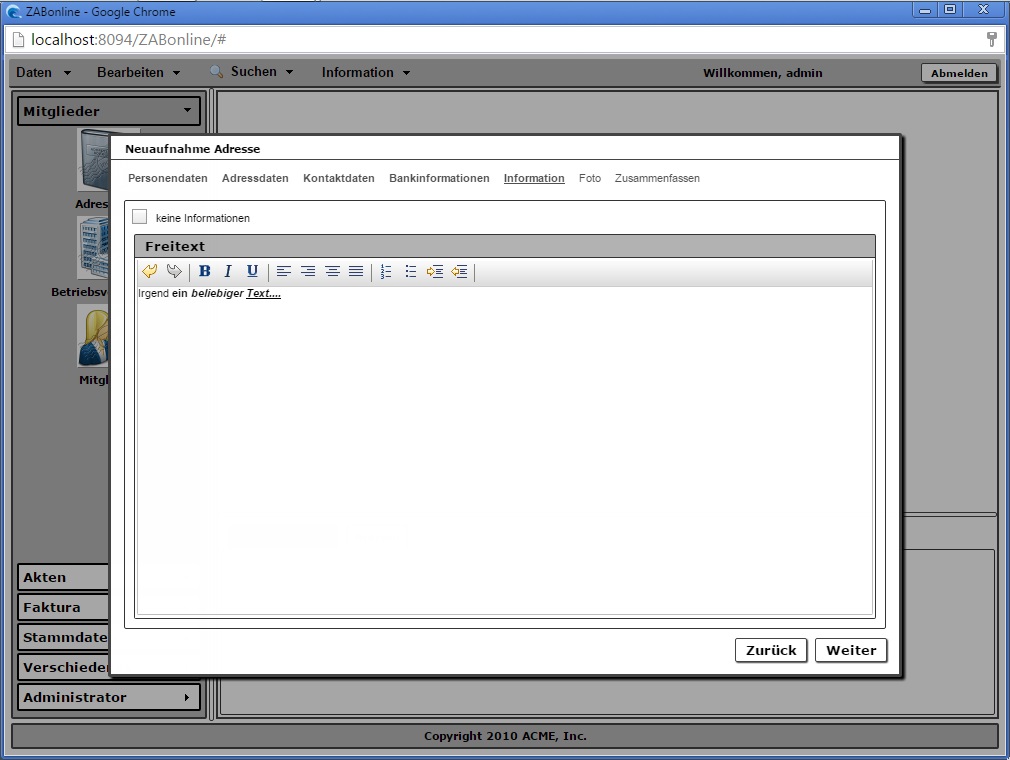 ZABonline - Google Chrome
localhost:8094/ZABonline/#
Daten Bearbeiten Suchen Information Willkommen, admin Abmelden
Mitglieder
Neuaufnahme Adresse
Personendaten Adressdaten Kontaktdaten Bankinformationen Information Foto Zusammenfassen
Adres
keine Informationen
Freitext
B I U
Betriebsv
Irgend ein beliebiger Text....
Mitgl
Akten
Faktura
Stammdate
Verschieder
Zurück Weiter
Administrator
Copyright 2010 ACME, Inc.